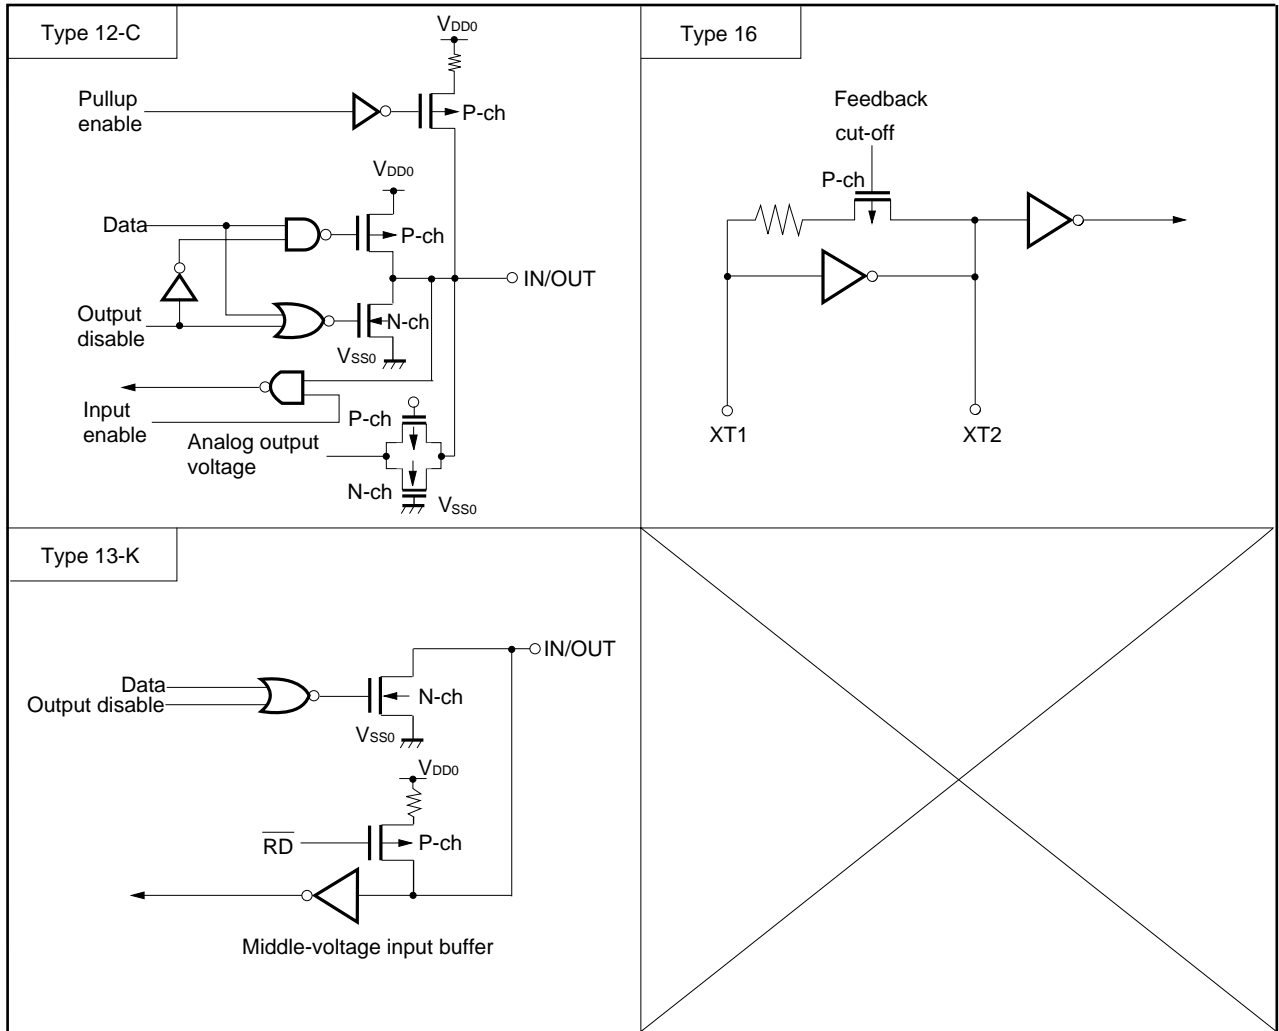 Type 12-C
VDD0
Pullup
enable
P-ch
VDD0
Data
P-ch
IN/OUT
Output
disable
N-ch
VSS0
Input
enable
P-ch
Analog output
voltage
N-ch
VSS0
Type 16
Feedback
cut-off
P-ch
XT1
XT2
Type 13-K
IN/OUT
Data
Output disable
N-ch
VSS0
VDD0
RD
P-ch
Middle-voltage input buffer